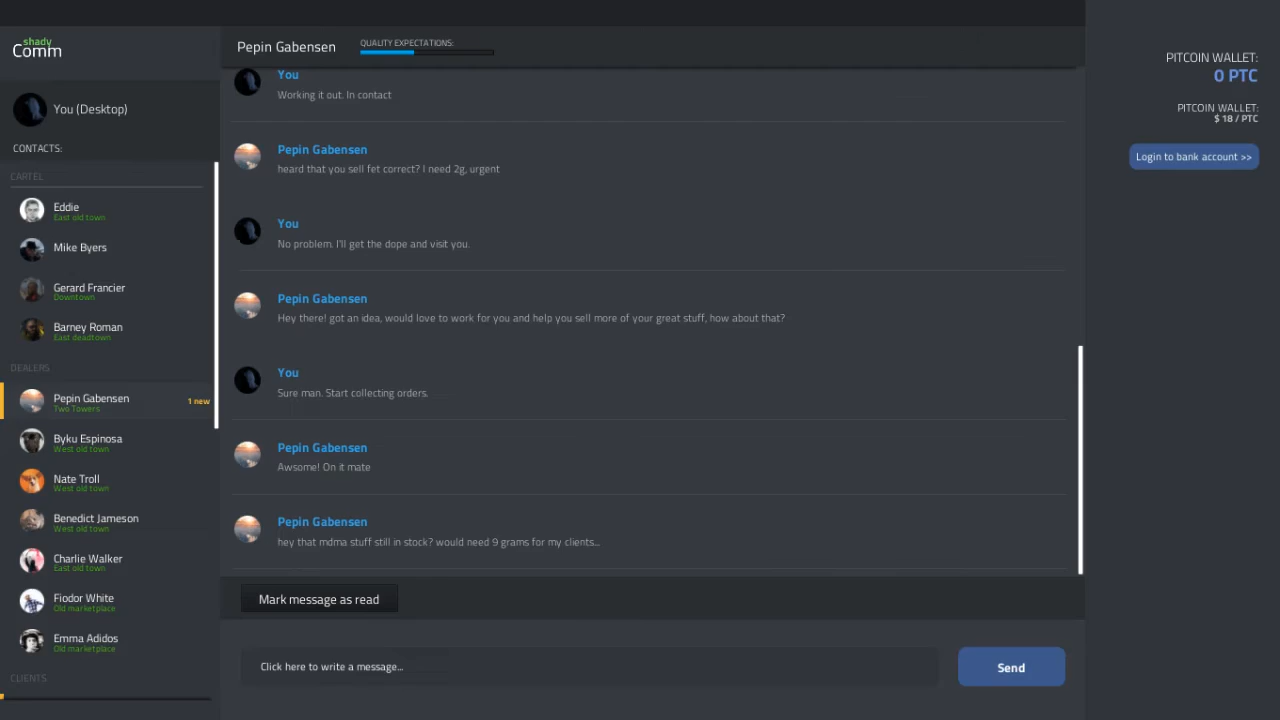 shady
Comm
You (Desktop)
CONTACTS:
CARTEL
Eddie
East old town
Mike Byers
Gerard Francier
Downtown
Barney Roman
East deadtown
DEALERS
Pepin Gabensen
Two Towers
1 new
Byku Espinosa
West old town
Nate Troll
West old town
Benedict Jameson
West old town
Charlie Walker
East old town
Fiodor White
Old marketplace
Emma Adidos
Old marketplace
CLIENTS
Pepin Gabensen
QUALITY EXPECTATIONS:
You
Working it out. In contact
Pepin Gabensen
heard that you sell fet correct? I need 2g, urgent
You
No problem. I'll get the dope and visit you.
Pepin Gabensen
Hey there! got an idea, would love to work for you and help you sell more of your great stuff, how about that?
You
Sure man. Start collecting orders.
Pepin Gabensen
Awsome! On it mate
Pepin Gabensen
hey that mdma stuff still in stock? would need 9 grams for my clients...
Mark message as read
Click here to write a message...
Send
PITCOIN WALLET:
0 PTC
PITCOIN WALLET:
$ 18 / PTC
Login to bank account >>